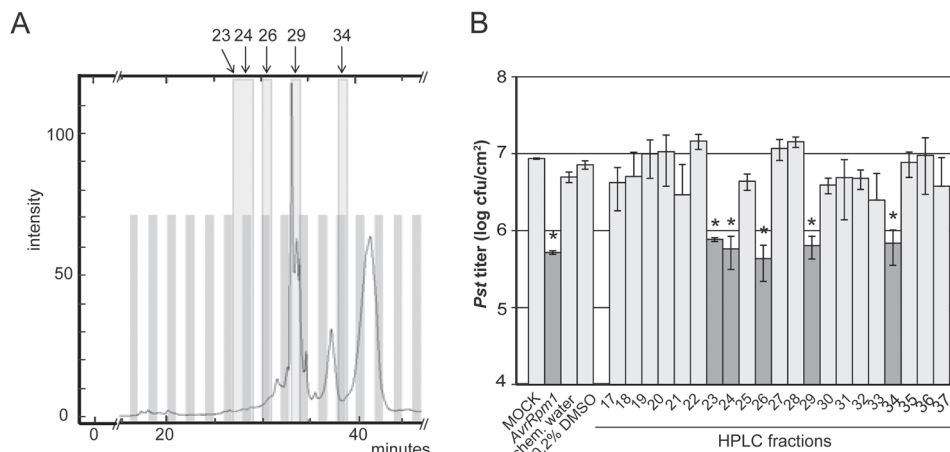 A
23 24 26 29 34
100
50
0
intensity
0 20 40
minutes
B
8
7
6
5
4
Pst titer (log cfu/cm²)
* * * * * *
MOCK
AvrRpm1
chem. water
0.2% DMSO
17 18 19 20 21 22 23 24 25 26 27 28 29 30 31 32 33 34 35 36 37
HPLC fractions